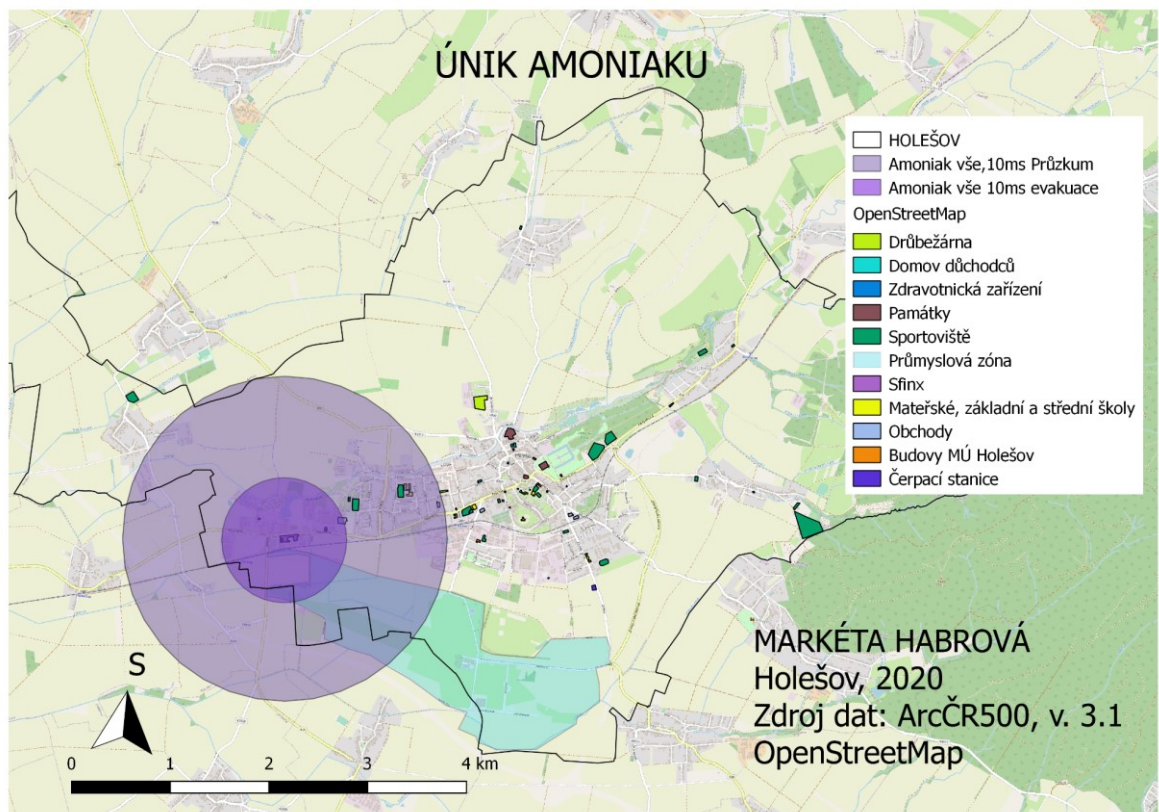 ÚNIK AMONIAKU
HOLEŠOV
Amoniak vše,10ms Průzkum
Amoniak vše 10ms evakuace
OpenStreetMap
Drůbežárna
Domov důchodců
Zdravotnická zařízení
Památky
Sportoviště
Průmyslová zóna
Sfinx
Mateřské, základní a střední školy
Obchody
Budovy MÚ Holešov
Čerpací stanice
MARKÉTA HABROVÁ
Holešov, 2020
Zdroj dat: ArcČR500, v. 3.1
OpenStreetMap
S
0 1 2 3 4 km